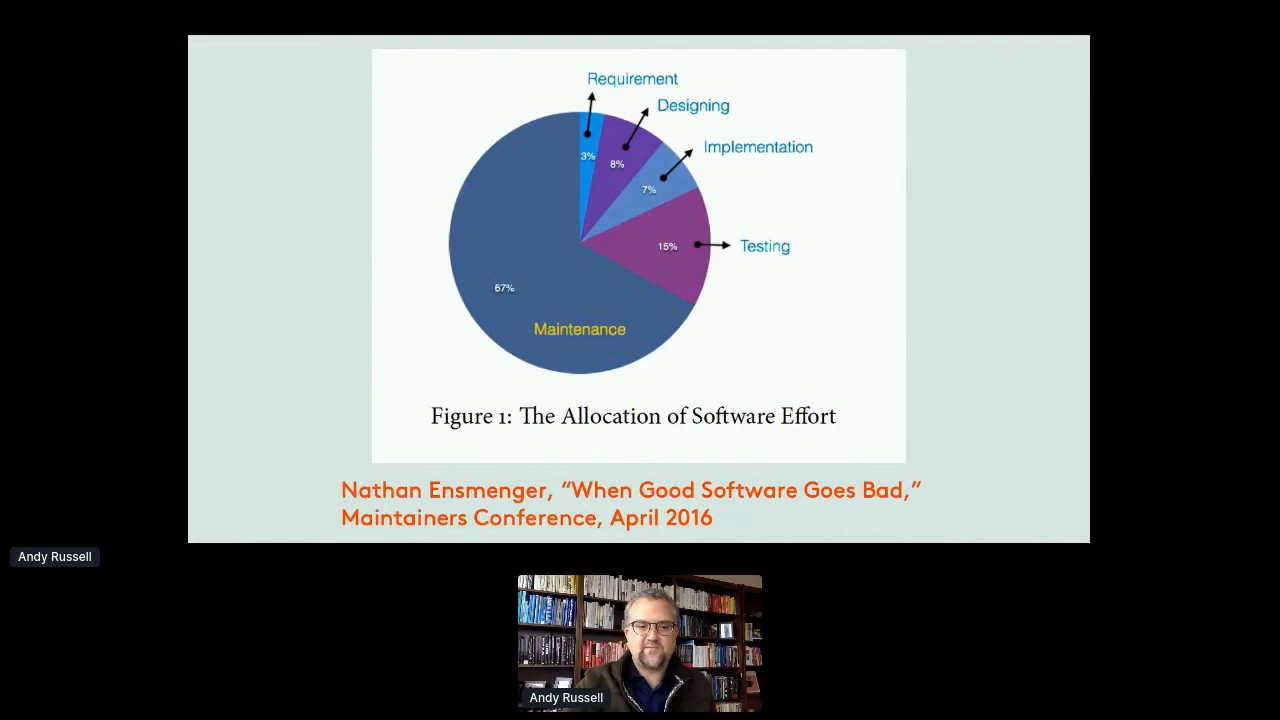 Requirement
Designing
Implementation
3%
8%
7%
15%
Testing
67%
Maintenance
Figure 1: The Allocation of Software Effort
Nathan Ensmenger, “When Good Software Goes Bad,”
Maintainers Conference, April 2016
Andy Russell
Andy Russell